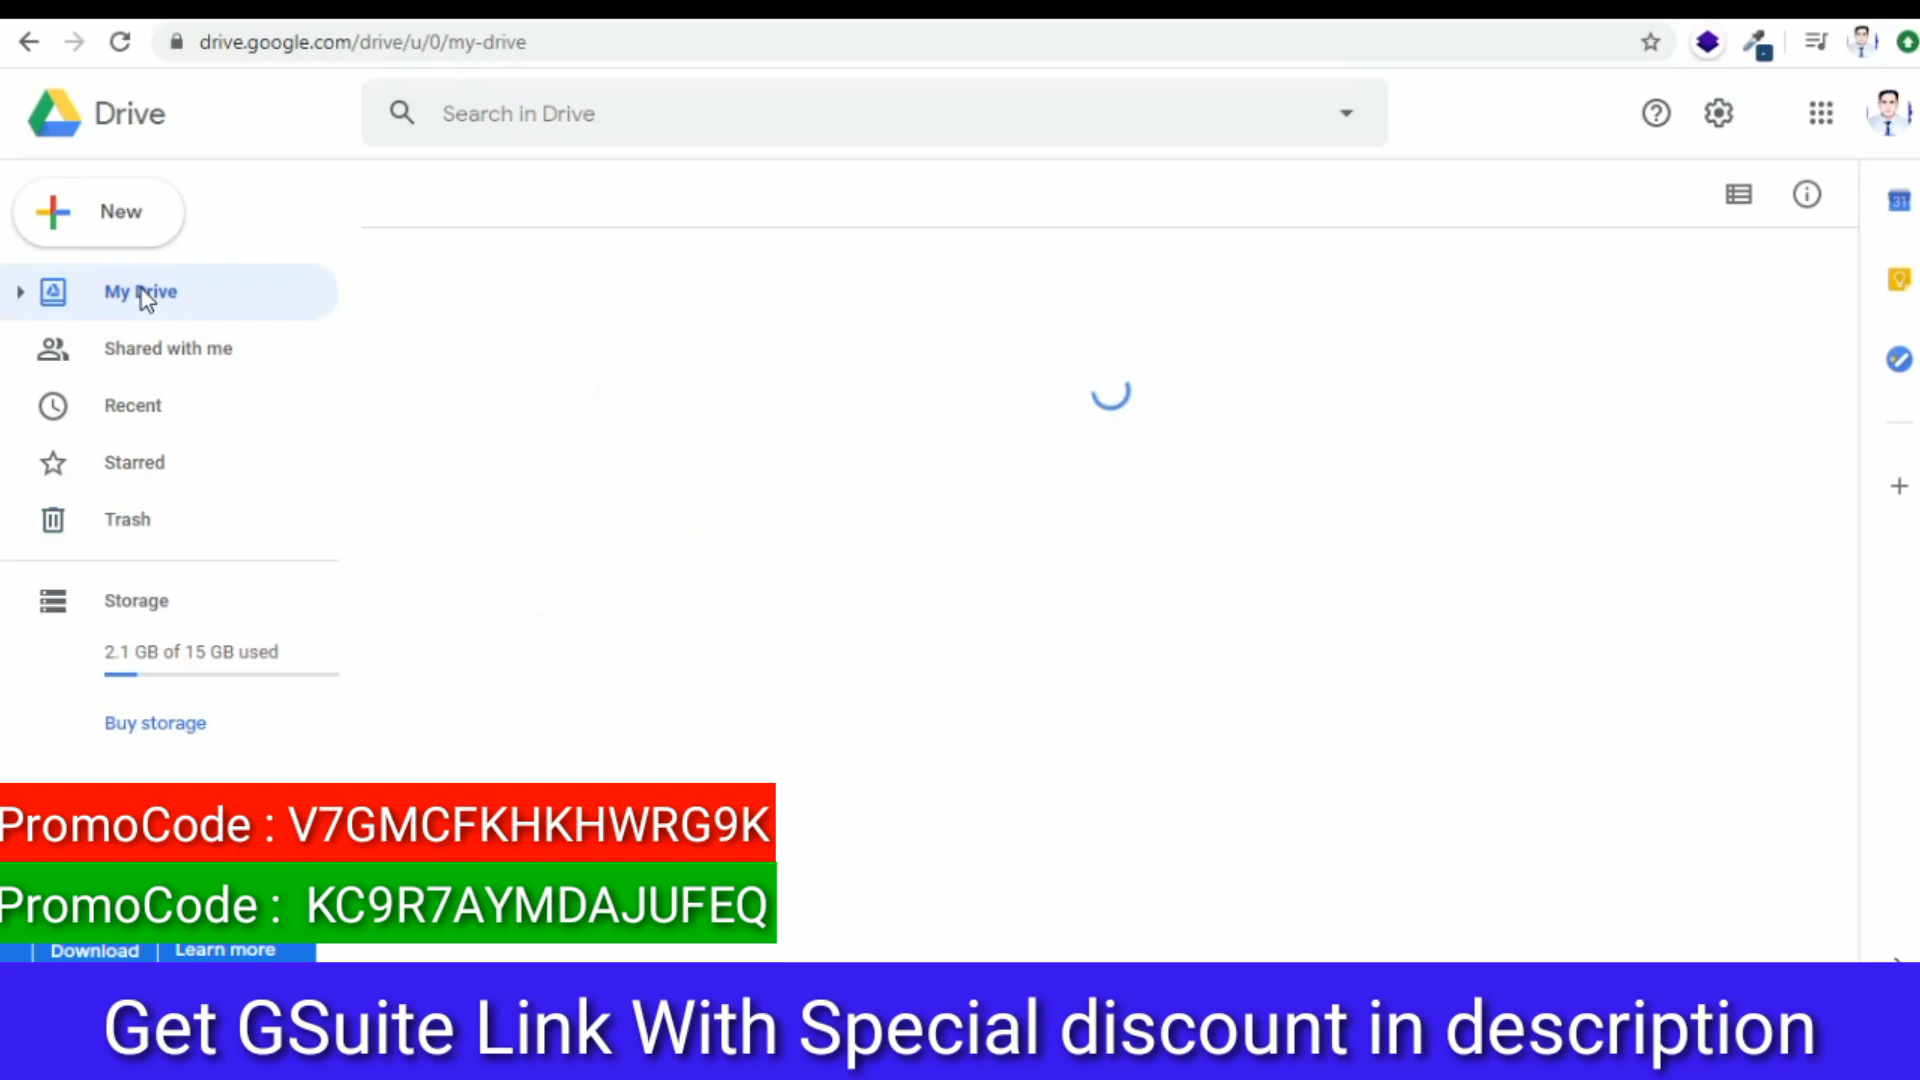 drive.google.com/drive/u/0/my-drive
Drive
Search in Drive
New
My Drive
Shared with me
Recent
Starred
Trash
Storage
2.1 GB of 15 GB used
Buy storage
31
PromoCode : V7GMCFKHKHWRG9K
PromoCode : KC9R7AYMDAJUFEQ
Download
Learn more
Get GSuite Link With Special discount in description